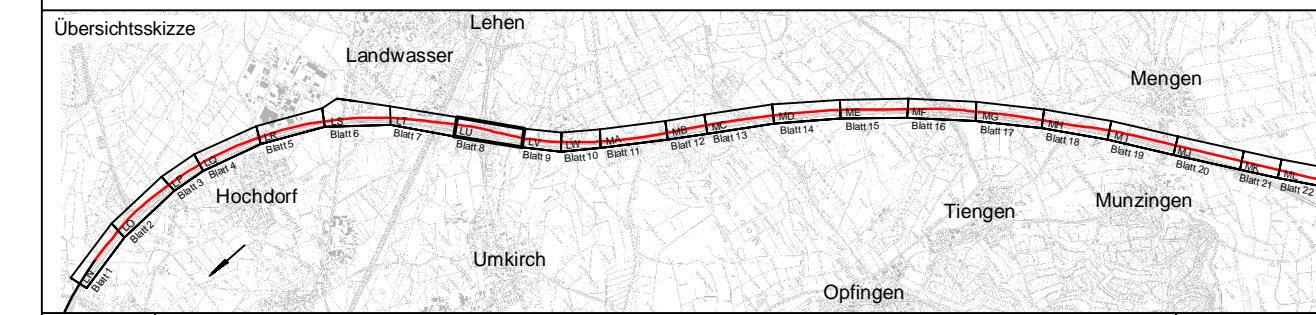 Übersichtsskizze
Lehen
Landwasser
Mengen
Hochdorf
Umkirch
Tiengen
Munzingen
Opfingen
LN
Blatt 1
LO
Blatt 2
LP
Blatt 3
LQ
Blatt 4
LR
Blatt 5
LS
Blatt 6
LT
Blatt 7
LU
Blatt 8
LV
Blatt 9
LW
Blatt 10
MA
Blatt 11
MB
Blatt 12
MC
Blatt 13
MD
Blatt 14
ME
Blatt 15
MF
Blatt 16
MG
Blatt 17
MH
Blatt 18
MI
Blatt 19
MJ
Blatt 20
MK
Blatt 21
ML
Blatt 22